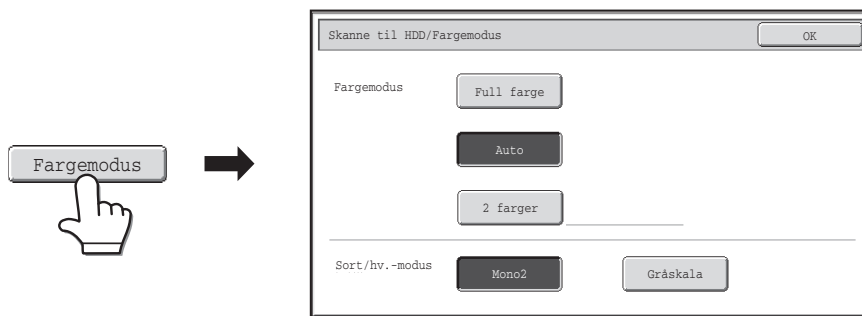 Fargemodus
Skanne til HDD/Fargemodus
OK
Fargemodus
Full farge
Auto
2 farger
Sort/hv.-modus
Mono2
Gråskala